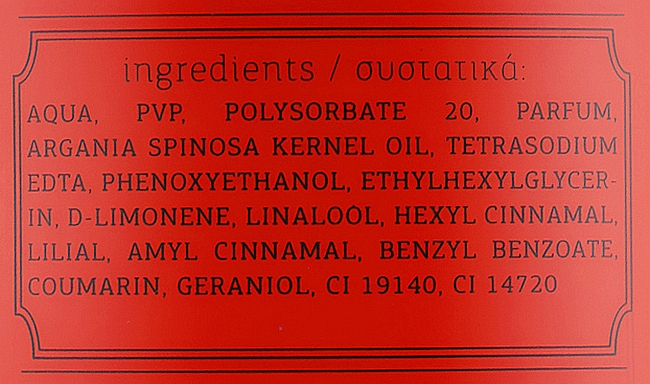 ingredients / συστατικά:
AQUA, PVP, POLYSORBATE 20, PARFUM,
ARGANIA SPINOSA KERNEL OIL, TETRASODIUM
EDTA, PHENOXYETHANOL, ETHYLHEXYLGLYCER-
IN, D-LIMONENE, LINALOOL, HEXYL CINNAMAL,
LILIAL, AMYL CINNAMAL, BENZYL BENZOATE,
COUMARIN, GERANIOL, CI 19140, CI 14720